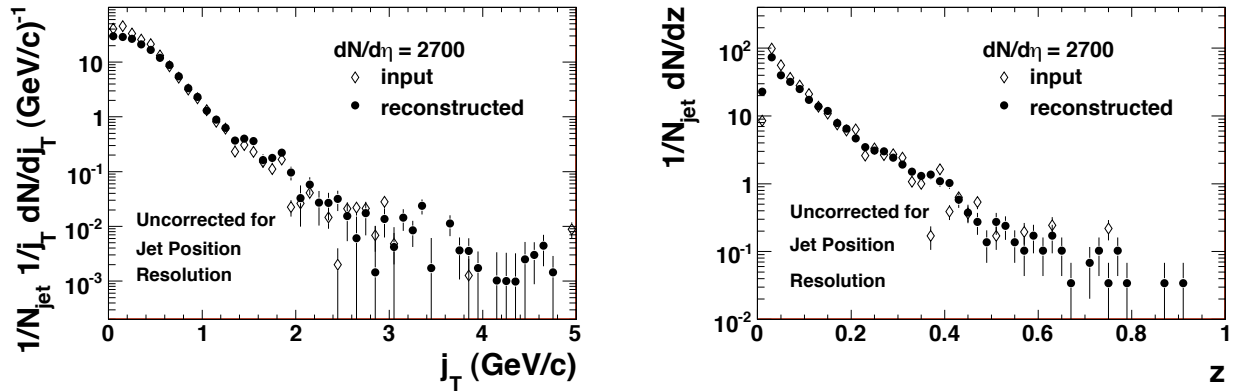 1/N_jet 1/j_T dN/dj_T (GeV/c)^-1
10
1
10^-1
10^-2
10^-3
dN/dη = 2700
input
reconstructed
Uncorrected for
Jet Position
Resolution
0 1 2 3 4 5
j_T (GeV/c)
1/N_jet dN/dz
10^2
10
1
10^-1
10^-2
dN/dη = 2700
input
reconstructed
Uncorrected for
Jet Position
Resolution
0 0.2 0.4 0.6 0.8 1
z